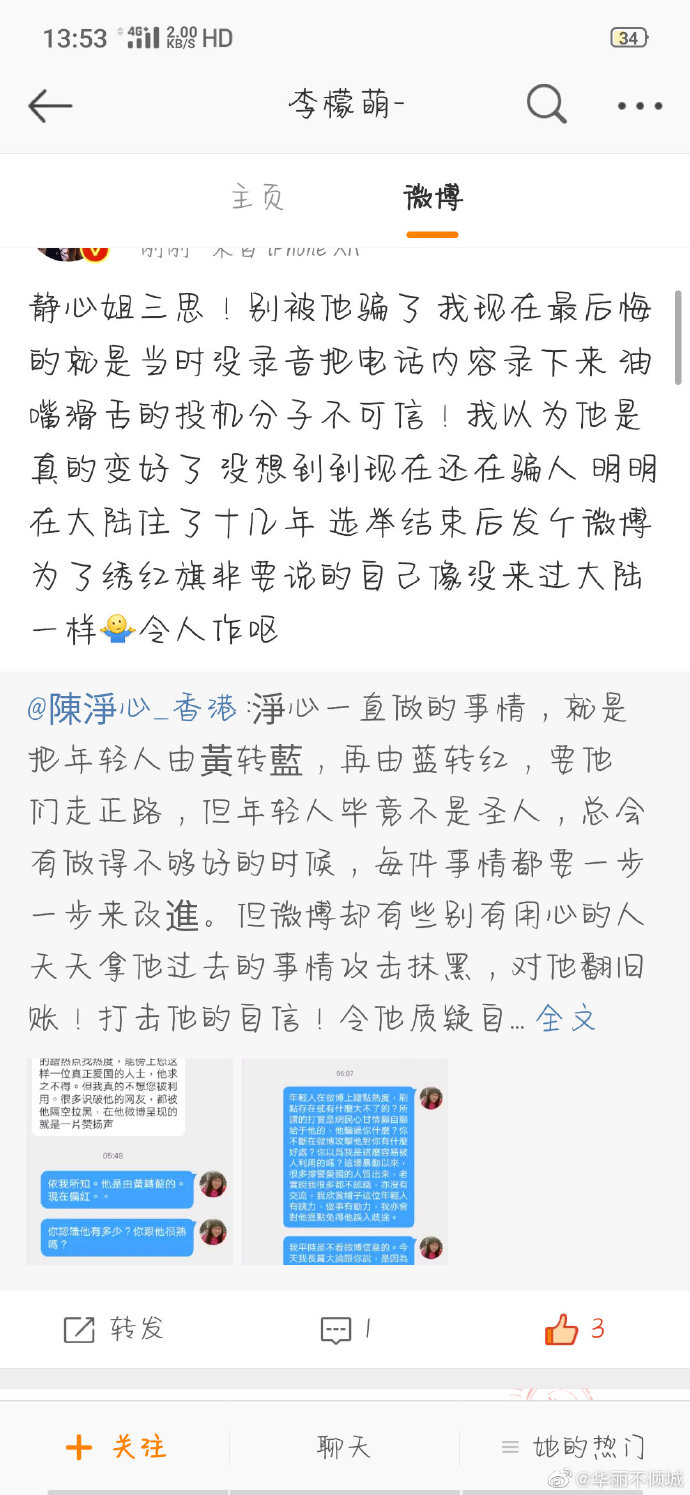 13:53 4G+ 2.00 KB/S HD 34
李檬萌-
主页 微博
刚刚 来自 iPhone XR
静心姐三思！别被他骗了 我现在最后悔
的就是当时没录音把电话内容录下来 油
嘴滑舌的投机分子不可信！我以为他是
真的变好了 没想到到现在还在骗人 明明
在大陆住了十几年 选举结束后发个微博
为了绣红旗非要说的自己像没来过大陆
一样🤷令人作呕
@陳淨心_香港:淨心一直做的事情，就是
把年轻人由黃转藍，再由蓝转红，要他
们走正路，但年轻人毕竟不是圣人，总会
有做得不够好的时候，每件事情都要一步
一步来改進。但微博却有些别有用心的人
天天拿他过去的事情攻击抹黑，对他翻旧
账！打击他的自信！令他质疑自... 全文
的蹭热点找热度，能傍上您这
样一位真正爱国的人士，他求
之不得。但我真的不想您被利
用。很多识破他的网友，都被
他隔空拉黑，在他微博呈现的
就是一片赞扬声
05:48
依我所知。他是由黃轉藍的。
現在偏紅。。
你認識他有多少？你跟他很熟
嗎？
06:07
年輕人在微博上蹭點熱度，刷
點存在感有什麼大不了的？所
謂的打賞是網民心甘情願自願
給于他的，他騙過你什麼？你
不斷在微博攻擊他對你有什麼
好處？你以爲我是這麼容易被
人利用的嗎？這場暴動以來，
很多撐警愛國的人冒出來，老
實說我很多都不認識，亦沒有
交流。我欣賞帽子這位年輕人
有魄力，做事有動力，我亦會
對他提點免得他誤入歧途。
我平時是不看微博信息的。今
天我長篇大論跟你說，是因為
转发 1 3
+ 关注 聊天 她的热门
@华丽不倾城